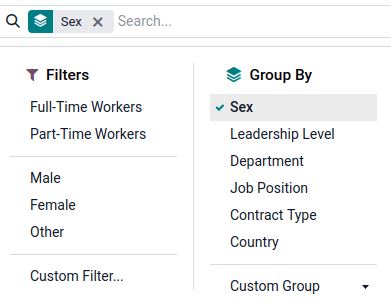 Sex Search...
Filters
Full-Time Workers
Part-Time Workers
Male
Female
Other
Custom Filter...
Group By
Sex
Leadership Level
Department
Job Position
Contract Type
Country
Custom Group